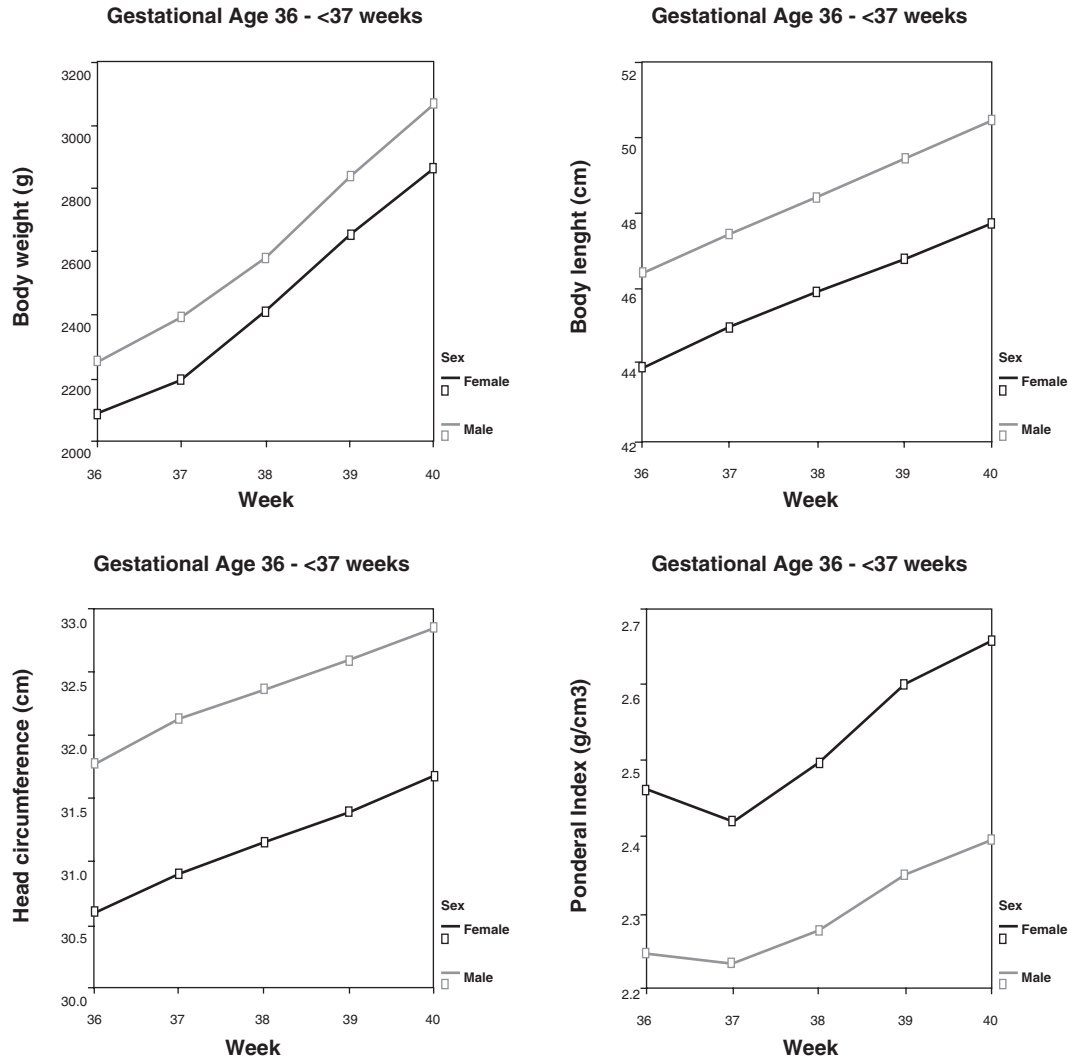 Gestational Age 36 - <37 weeks
3200
3000
2800
2600
2400
2200
2000
Body weight (g)
36 37 38 39 40
Week
Sex
Female
Male
Gestational Age 36 - <37 weeks
52
50
48
46
44
42
Body lenght (cm)
36 37 38 39 40
Week
Sex
Female
Male
Gestational Age 36 - <37 weeks
33.0
32.5
32.0
31.5
31.0
30.5
30.0
Head circumference (cm)
36 37 38 39 40
Week
Sex
Female
Male
Gestational Age 36 - <37 weeks
2.7
2.6
2.5
2.4
2.3
2.2
Ponderal Index (g/cm3)
36 37 38 39 40
Week
Sex
Female
Male